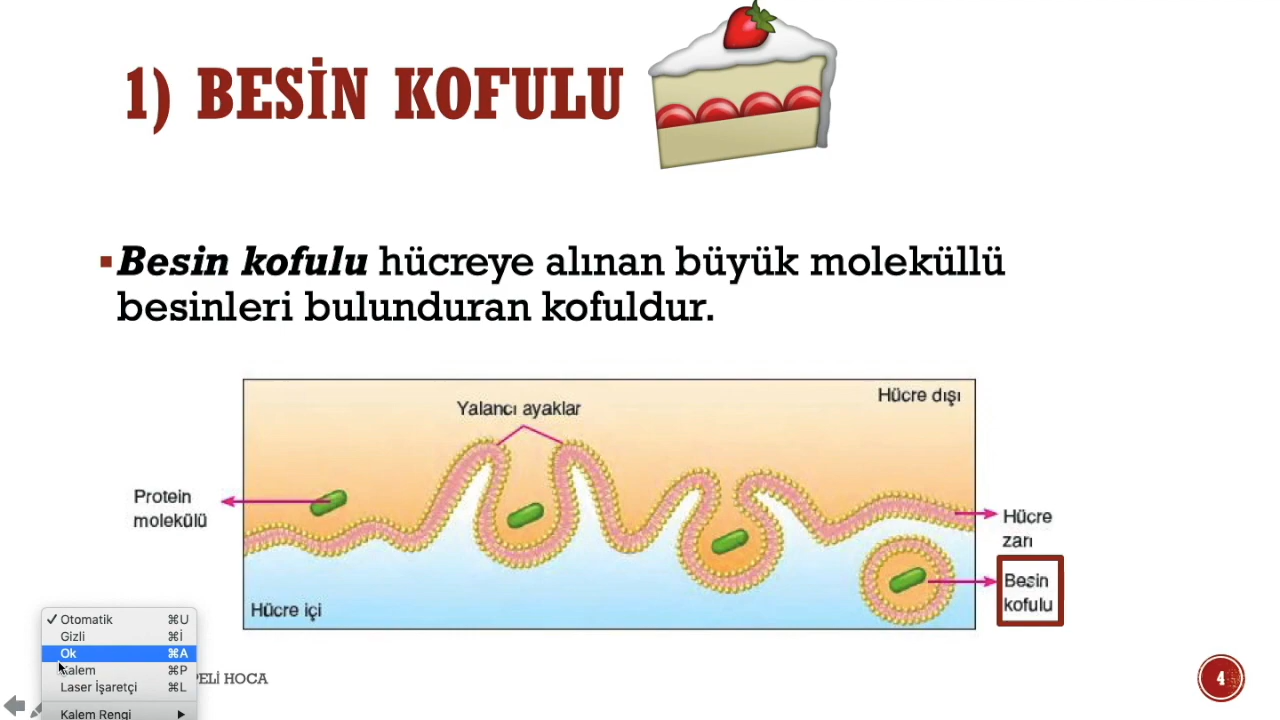 1) BESİN KOFULU
Besin kofulu hücreye alınan büyük moleküllü
besinleri bulunduran kofuldur.
Hücre dışı
Yalancı ayaklar
Protein
molekülü
Hücre
zarı
Besin
kofulu
Hücre içi
✓ Otomatik ⌘U
Gizli ⌘İ
Ok ⌘A
Kalem ⌘P
Laser İşaretçi ⌘L
Kalem Rengi
HOCA
4